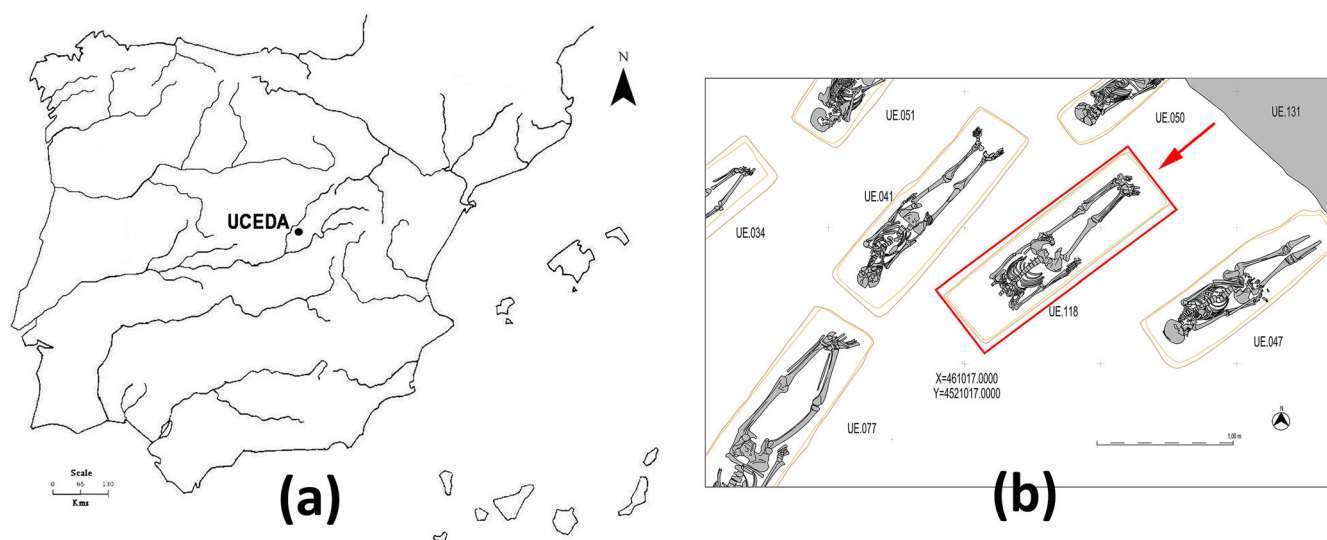 N
UCEDA
Scale
0 65 130
Kms
(a)
UE.051
UE.050
UE.131
UE.041
UE.034
UE.118
UE.047
X=461017.0000
Y=4521017.0000
UE.077
N
1,00 m
(b)